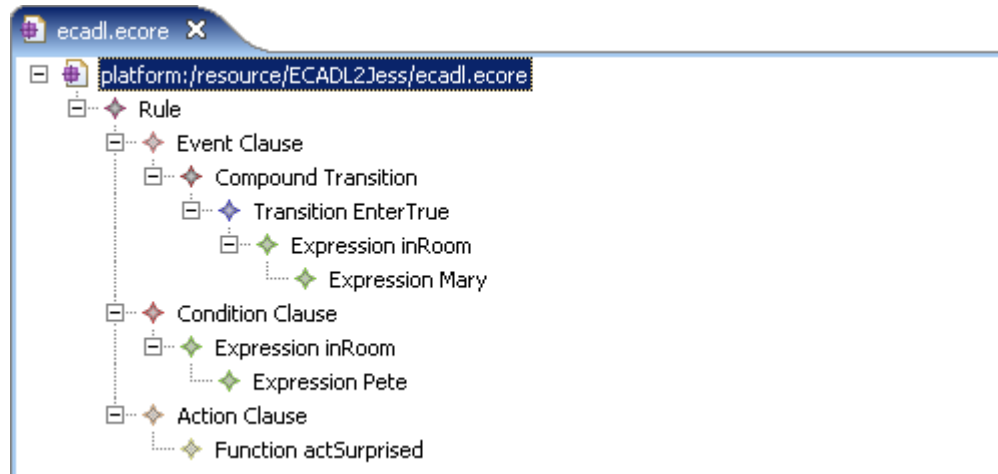 ecadl.ecore
platform:/resource/ECADL2Jess/ecadl.ecore
Rule
Event Clause
Compound Transition
Transition EnterTrue
Expression inRoom
Expression Mary
Condition Clause
Expression inRoom
Expression Pete
Action Clause
Function actSurprised